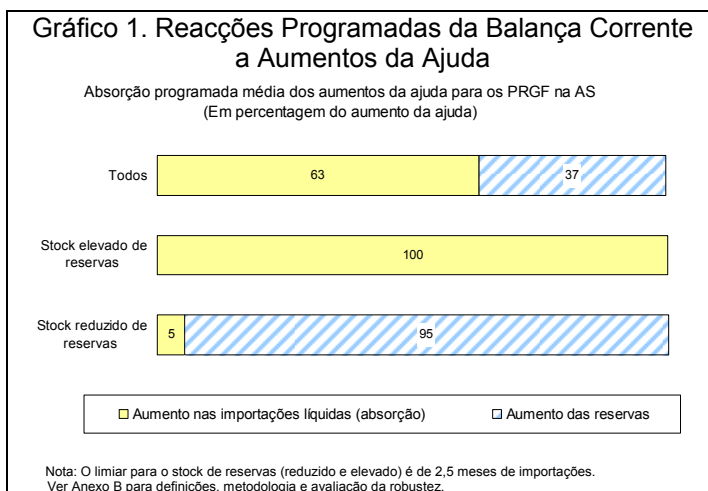 Gráfico 1. Reacções Programadas da Balança Corrente
a Aumentos da Ajuda
Absorção programada média dos aumentos da ajuda para os PRGF na AS
(Em percentagem do aumento da ajuda)
Todos
63
37
Stock elevado de
reservas
100
Stock reduzido de
reservas
5
95
Aumento nas importações líquidas (absorção)
Aumento das reservas
Nota: O limiar para o stock de reservas (reduzido e elevado) é de 2,5 meses de importações.
Ver Anexo B para definições, metodologia e avaliação da robustez.